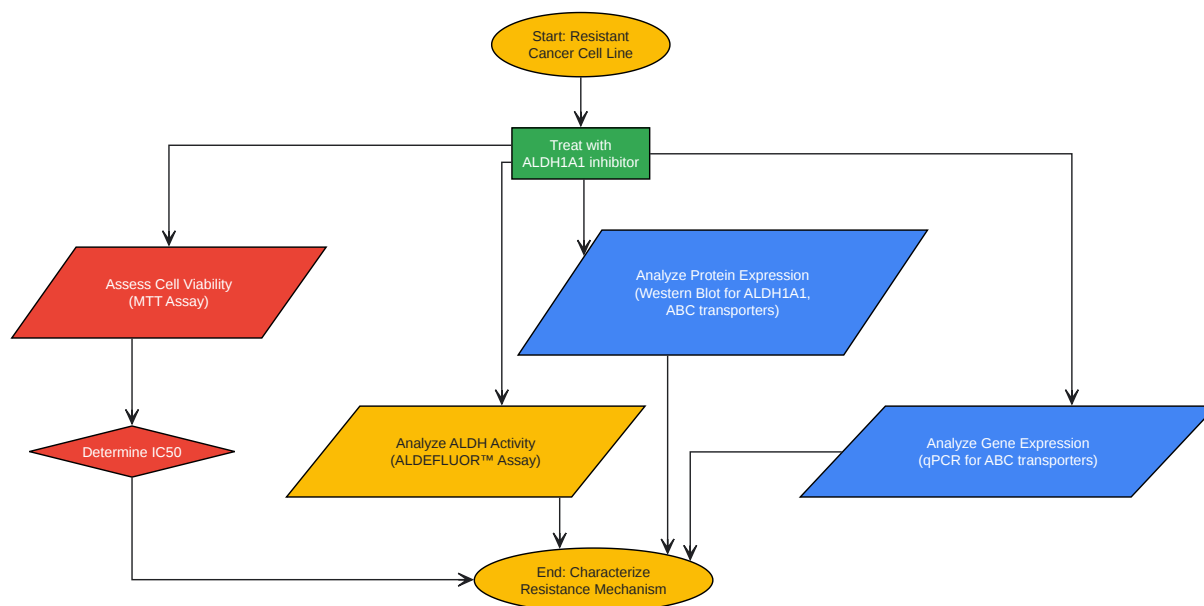 Start: Resistant
Cancer Cell Line
Treat with
ALDH1A1 inhibitor
Assess Cell Viability
(MTT Assay)
Analyze Protein Expression
(Western Blot for ALDH1A1,
ABC transporters)
Determine IC50
Analyze ALDH Activity
(ALDEFLUOR™ Assay)
Analyze Gene Expression
(qPCR for ABC transporters)
End: Characterize
Resistance Mechanism